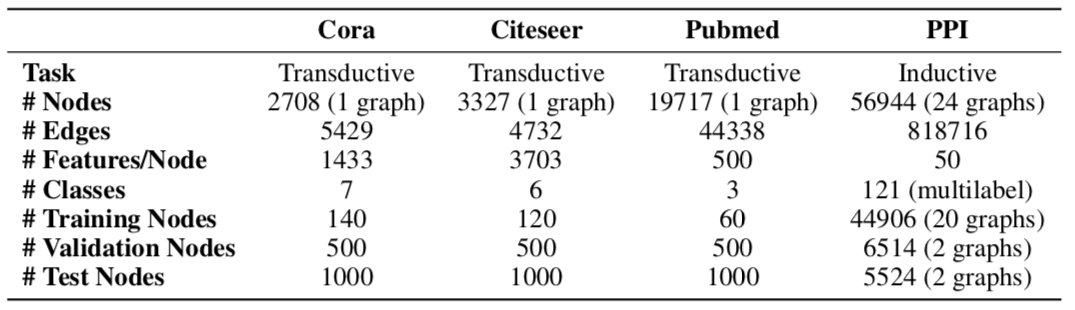 Cora Citeseer Pubmed PPI
Task Transductive Transductive Transductive Inductive
# Nodes 2708 (1 graph) 3327 (1 graph) 19717 (1 graph) 56944 (24 graphs)
# Edges 5429 4732 44338 818716
# Features/Node 1433 3703 500 50
# Classes 7 6 3 121 (multilabel)
# Training Nodes 140 120 60 44906 (20 graphs)
# Validation Nodes 500 500 500 6514 (2 graphs)
# Test Nodes 1000 1000 1000 5524 (2 graphs)